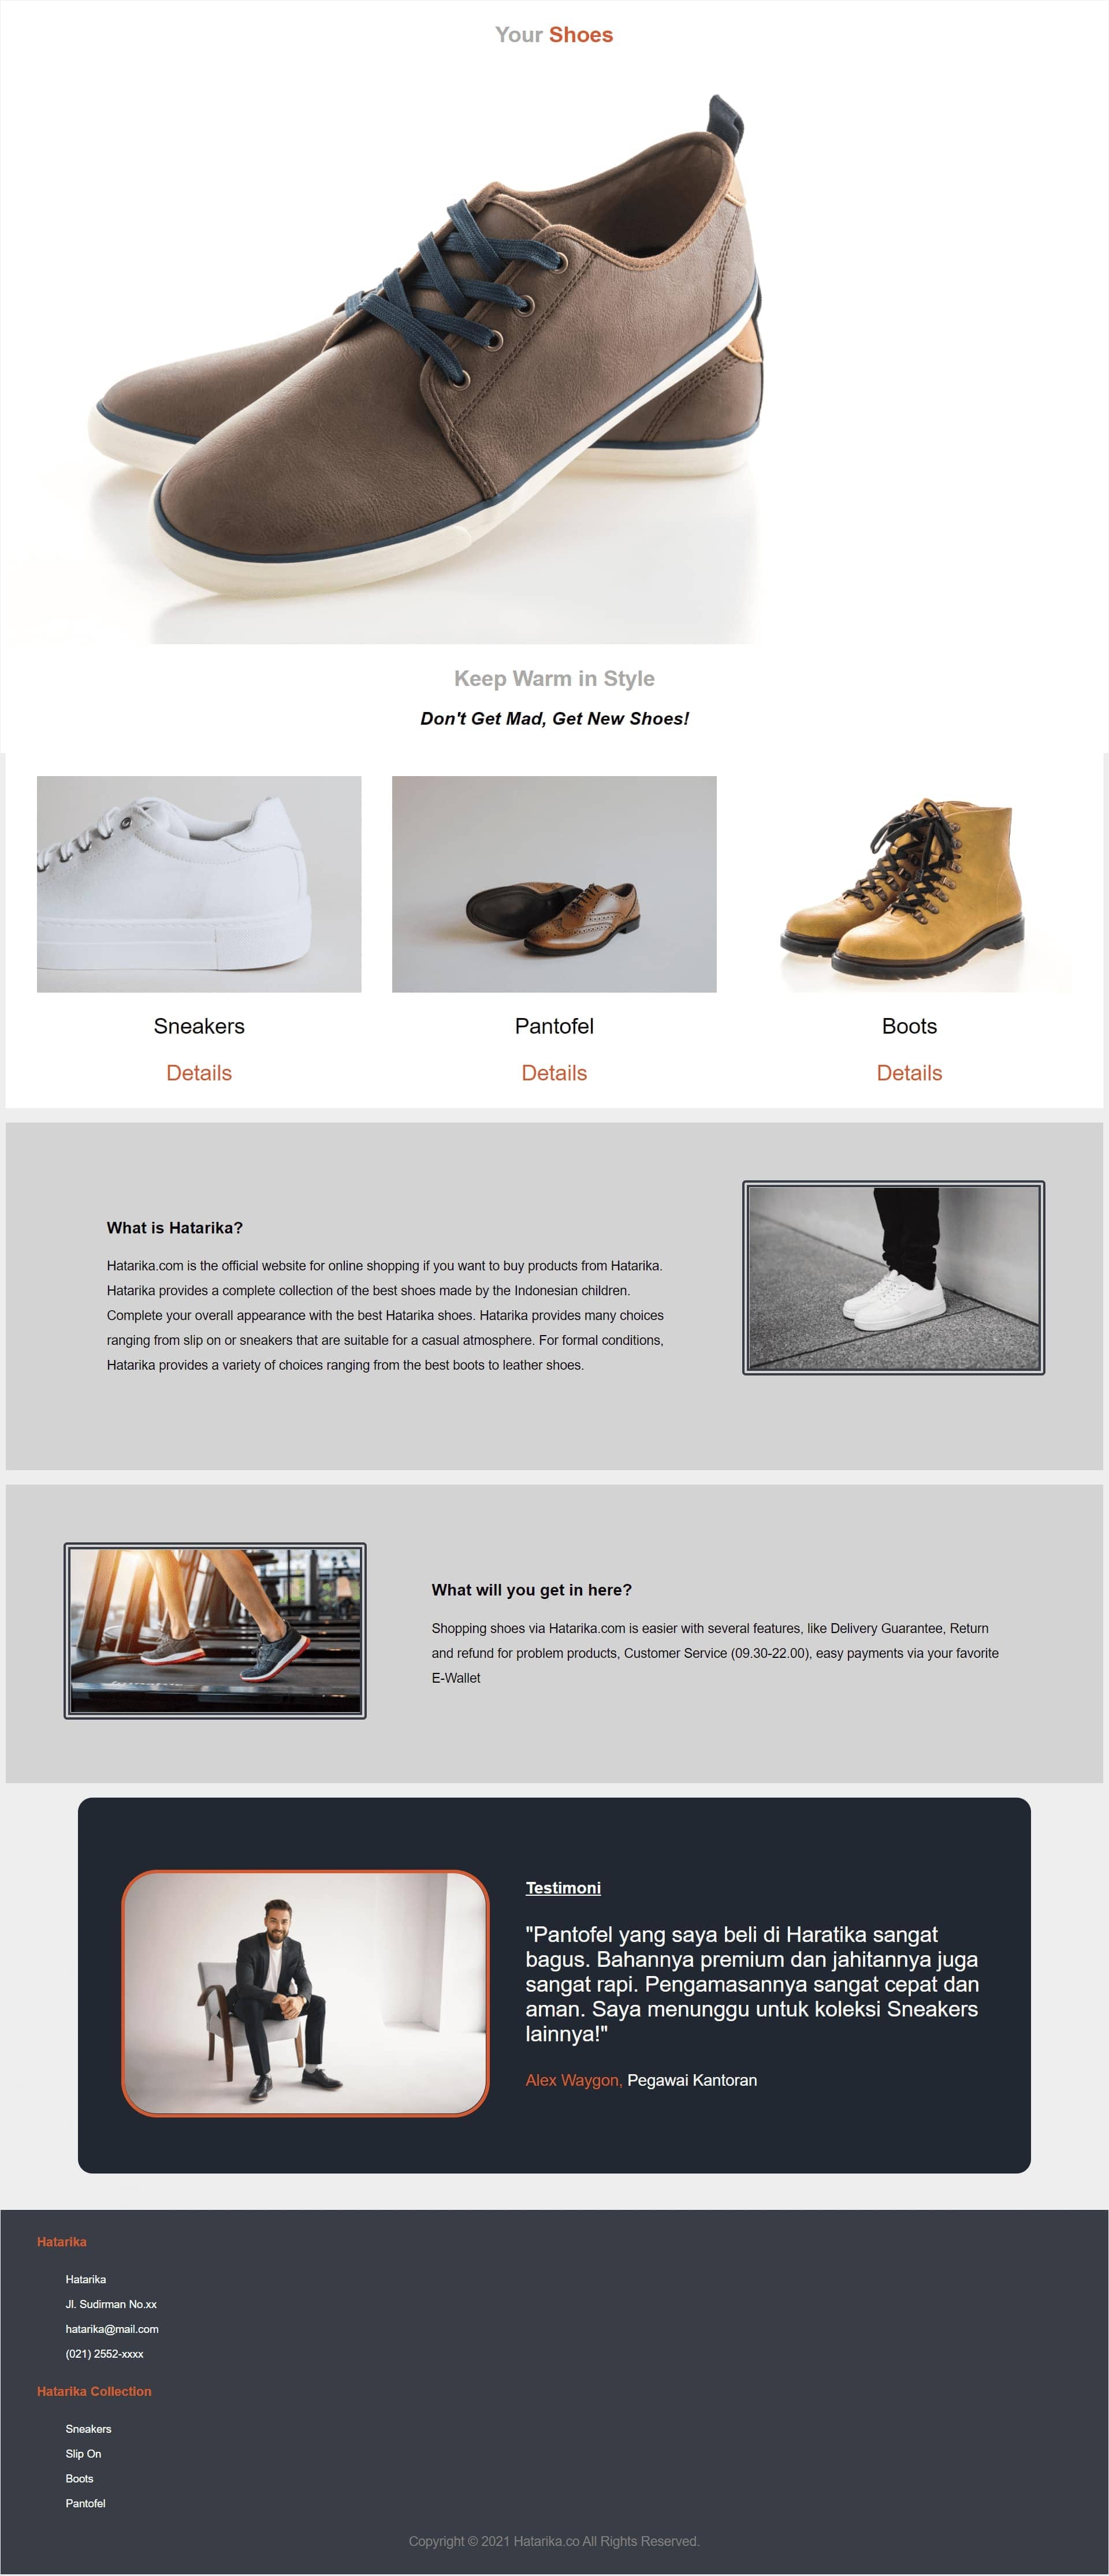 Your Shoes
Keep Warm in Style
Don't Get Mad, Get New Shoes!
Sneakers
Details
Pantofel
Details
Boots
Details
What is Hatarika?
Hatarika.com is the official website for online shopping if you want to buy products from Hatarika.
Hatarika provides a complete collection of the best shoes made by the Indonesian children.
Complete your overall appearance with the best Hatarika shoes. Hatarika provides many choices
ranging from slip on or sneakers that are suitable for a casual atmosphere. For formal conditions,
Hatarika provides a variety of choices ranging from the best boots to leather shoes.
What will you get in here?
Shopping shoes via Hatarika.com is easier with several features, like Delivery Guarantee, Return
and refund for problem products, Customer Service (09.30-22.00), easy payments via your favorite
E-Wallet
Testimoni
"Pantofel yang saya beli di Haratika sangat
bagus. Bahannya premium dan jahitannya juga
sangat rapi. Pengamasannya sangat cepat dan
aman. Saya menunggu untuk koleksi Sneakers
lainnya!"
Alex Waygon, Pegawai Kantoran
Hatarika
Hatarika
Jl. Sudirman No.xx
hatarika@mail.com
(021) 2552-xxxx
Hatarika Collection
Sneakers
Slip On
Boots
Pantofel
Copyright © 2021 Hatarika.co All Rights Reserved.